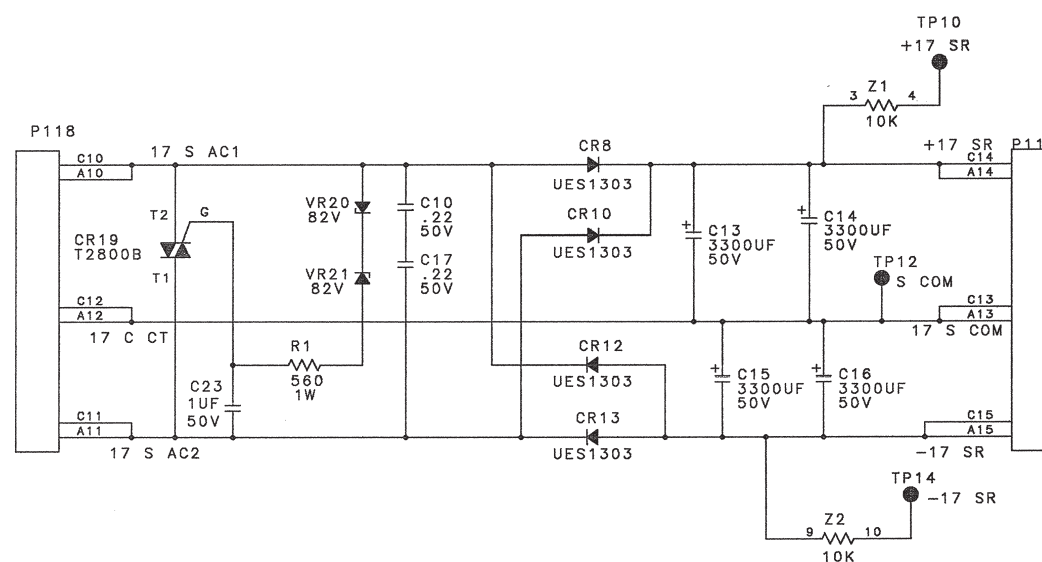 TP10
+17 SR
Z1
3 4
10K
P118
C10
A10
17 S AC1
CR8
UES1303
+17 SR
C14
A14
P11
T2
G
CR19
T2800B
T1
VR20
82V
C10
.22
50V
CR10
UES1303
C13
3300UF
50V
+
C14
3300UF
50V
+
VR21
82V
C17
.22
50V
TP12
S COM
C12
A12
17 C CT
C13
A13
17 S COM
R1
560
1W
CR12
UES1303
C15
3300UF
50V
+
C16
3300UF
50V
+
C23
1UF
50V
C11
A11
17 S AC2
CR13
UES1303
C15
A15
-17 SR
TP14
-17 SR
Z2
9 10
10K